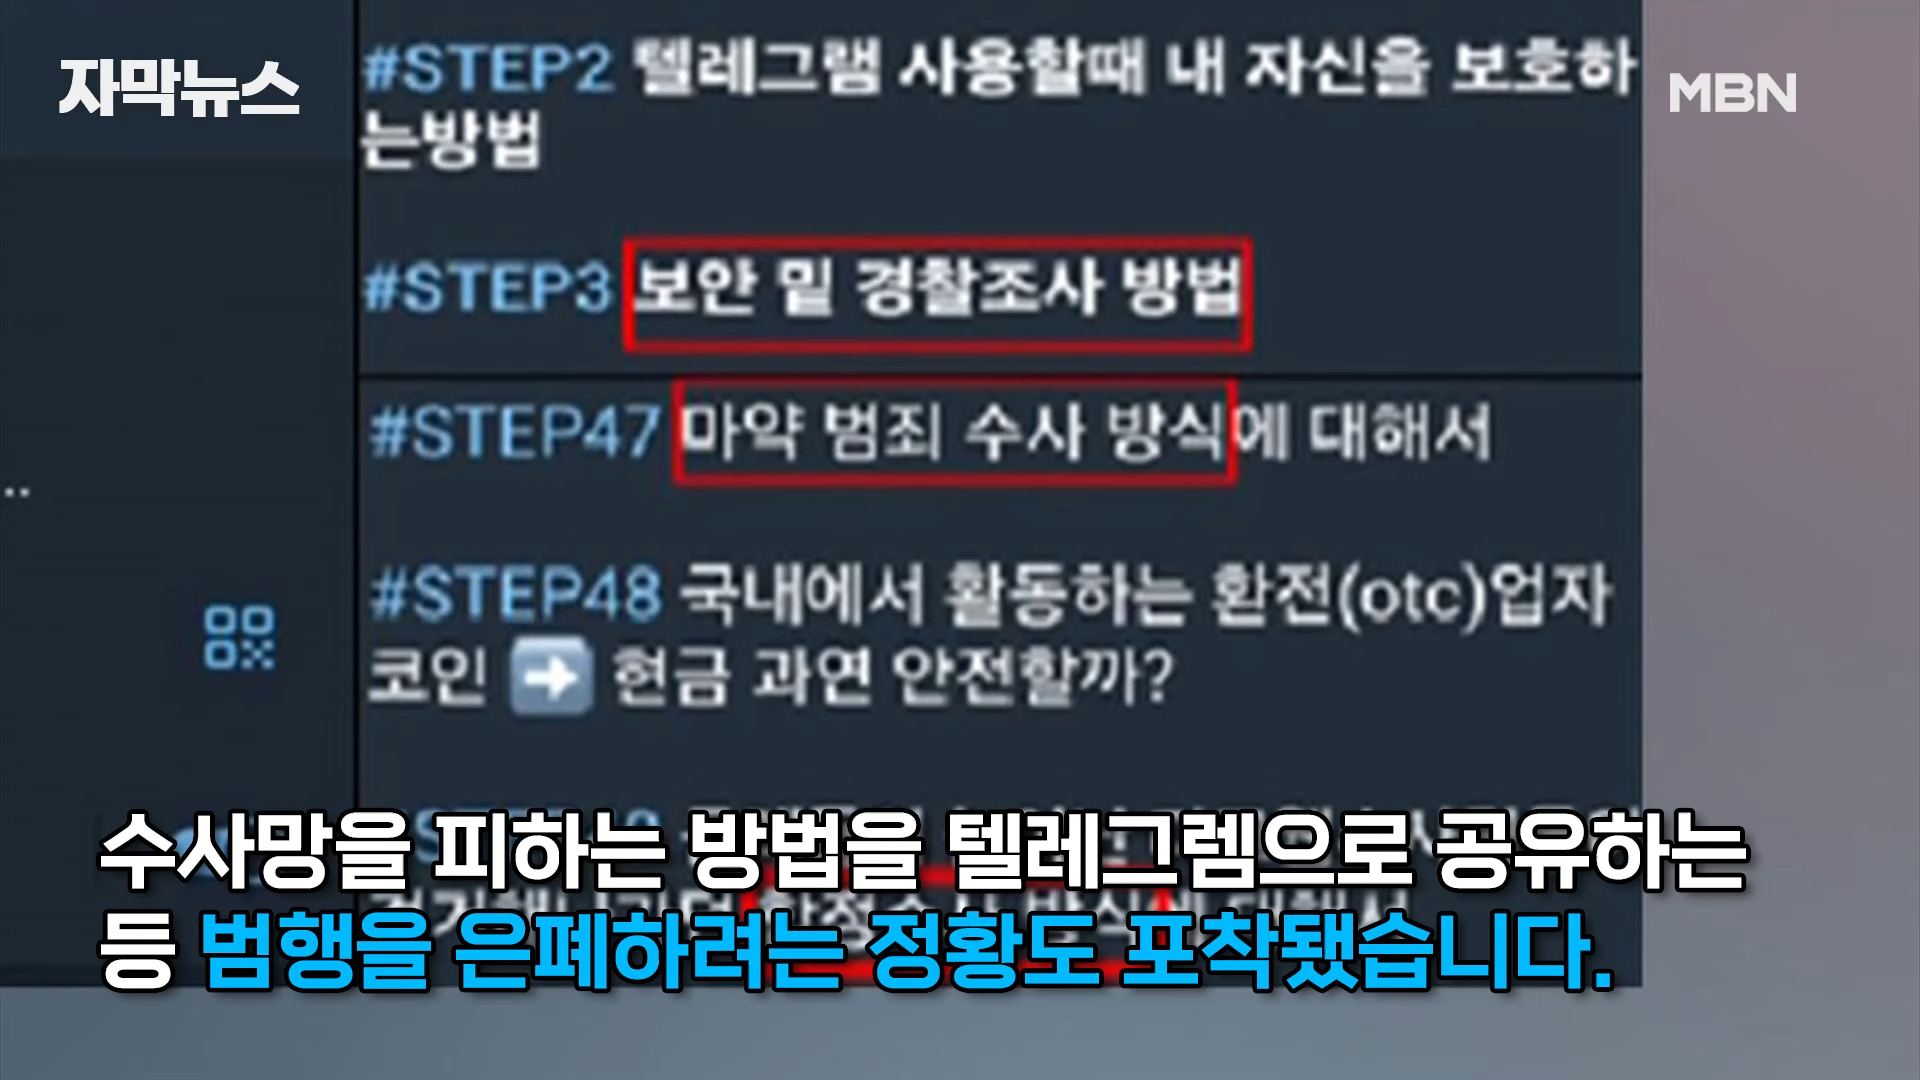 자막뉴스
MBN
#STEP2 텔레그램 사용할때 내 자신을 보호하
는방법
#STEP3 보안 밑 경찰조사 방법
#STEP47 마약 범죄 수사 방식에 대해서
#STEP48 국내에서 활동하는 환전(otc)업자
코인 ➡ 현금 과연 안전할까?
수사망을 피하는 방법을 텔레그렘으로 공유하는
등 범행을 은폐하려는 정황도 포착됐습니다.